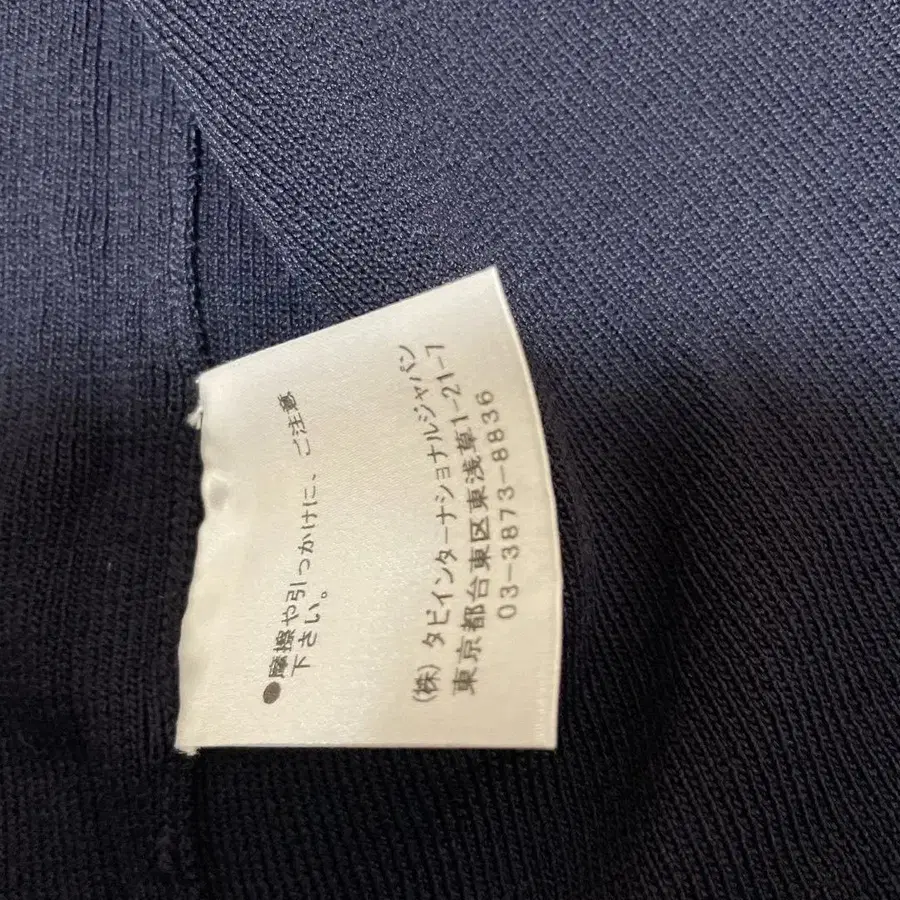 ●摩擦や引っかけに、ご注意
下さい。
(株)タビインターナショナルジャパン
東京都台東区東浅草1-21-7
03-3873-8836